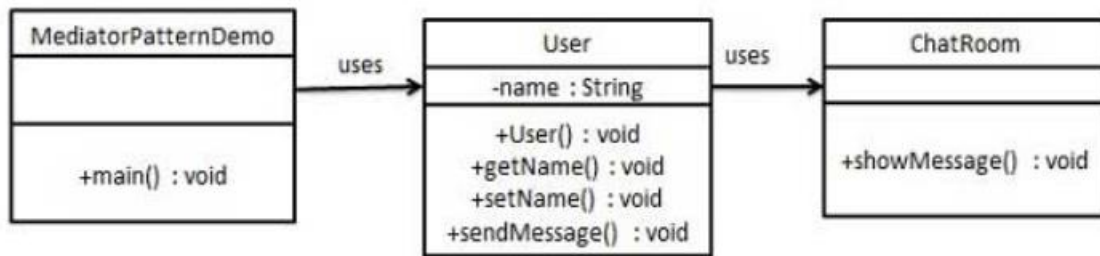 MediatorPatternDemo
+main() : void
uses
User
-name : String
+User() : void
+getName() : void
+setName() : void
+sendMessage() : void
uses
ChatRoom
+showMessage() : void